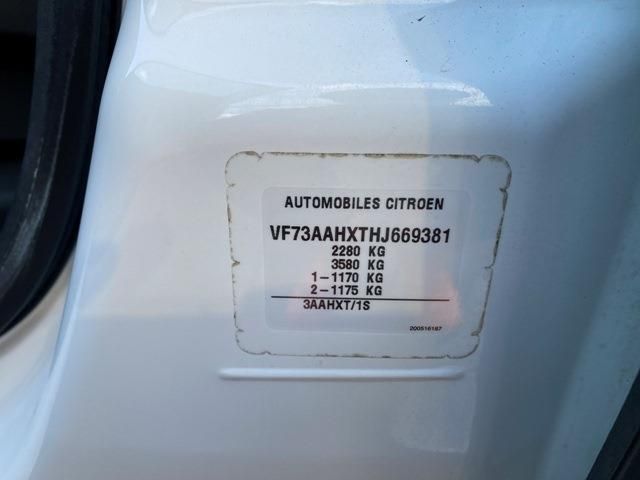 AUTOMOBILES CITROEN
VF73AAHXTHJ669381
2280 KG
3580 KG
1-1170 KG
2-1175 KG
3AAHXT/1S
200516187